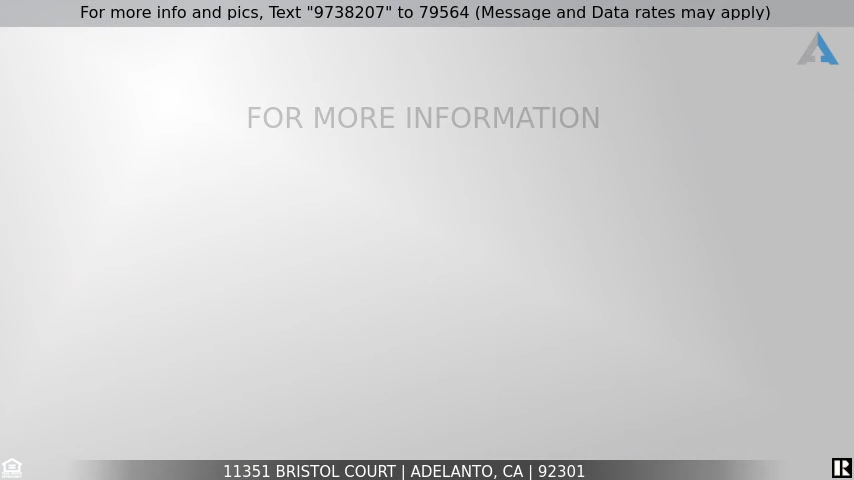 For more info and pics, Text "9738207" to 79564 (Message and Data rates may apply)
FOR MORE INFORMATION
11351 BRISTOL COURT | ADELANTO, CA | 92301